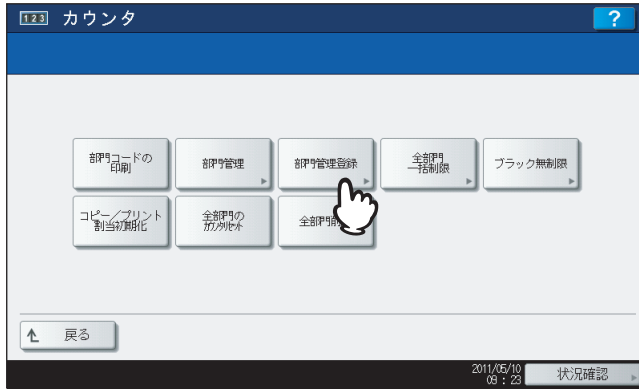 123 カウンタ
?
部門コードの
印刷
部門管理
部門管理登録
全部門
一括制限
ブラック無制限
コピー/プリント
割当初期化
全部門の
カウンタリセット
全部門
戻る
2011/05/10
09 : 23
状況確認